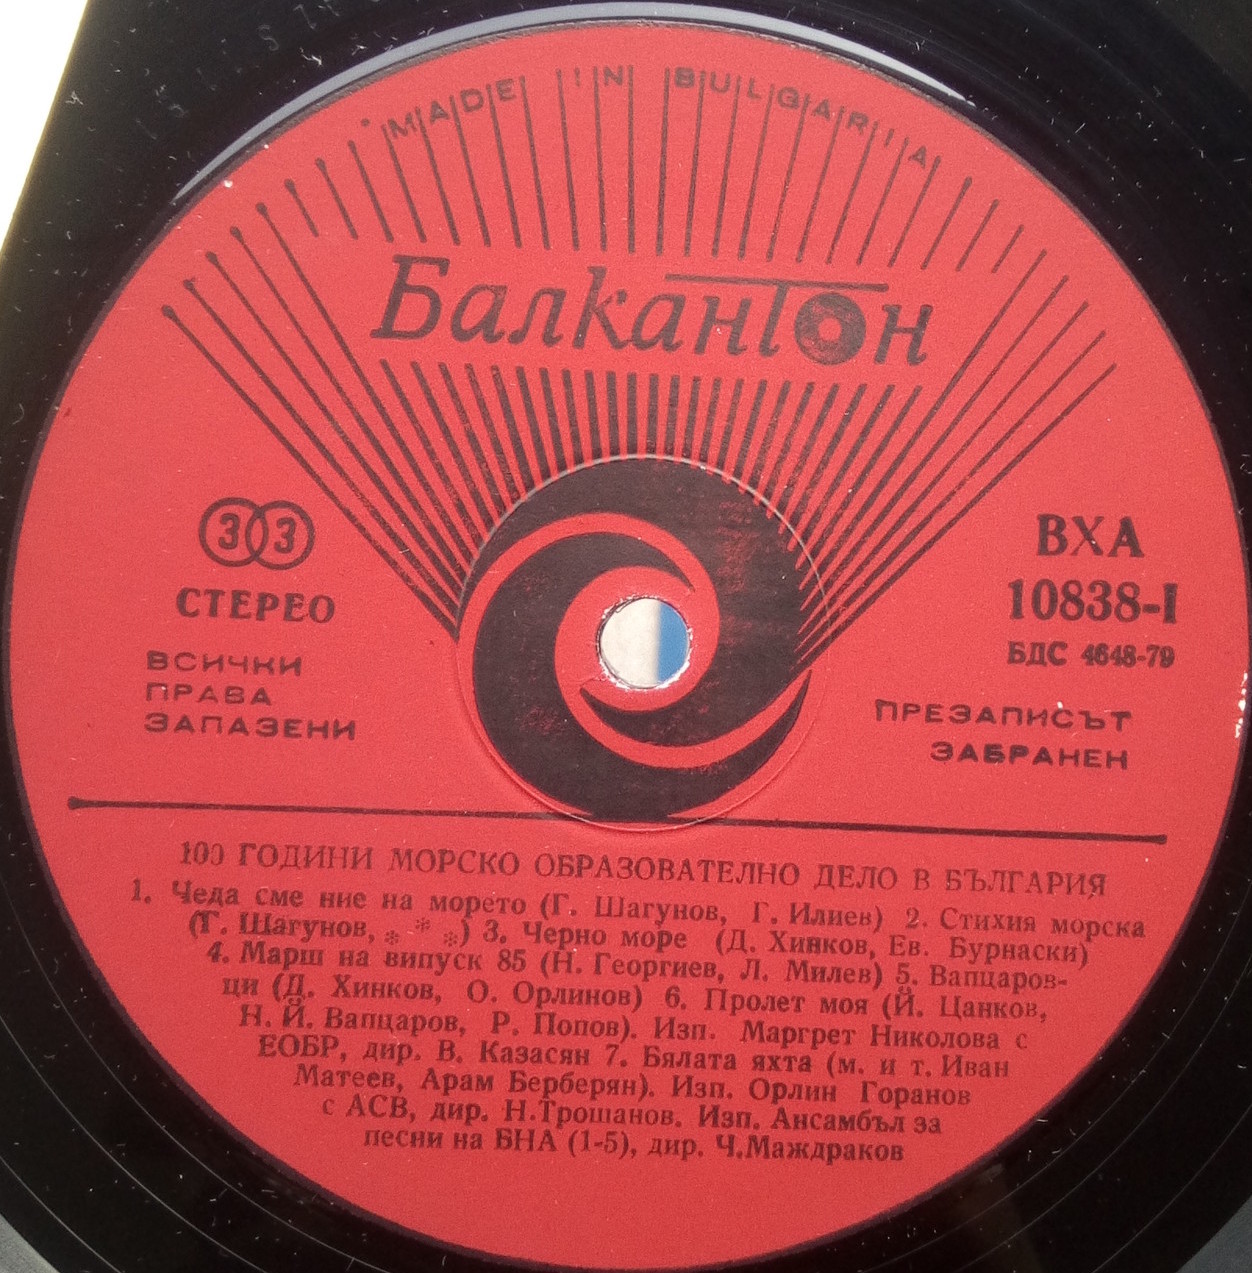 MADE IN BULGARIA
Балкантон
33
СТЕРЕО
ВСИЧКИ
ПРАВА
ЗАПАЗЕНИ
ВХА
10838-I
БДС 4648-79
ПРЕЗАПИСЪТ
ЗАБРАНЕН
100 ГОДИНИ МОРСКО ОБРАЗОВАТЕЛНО ДЕЛО В БЪЛГАРИЯ
1. Чеда сме ние на морето (Г. Шагунов, Г. Илиев) 2. Стихия морска
(Г. Шагунов, * * *) 3. Черно море (Д. Хинков, Ев. Бурнаски)
4. Марш на випуск 85 (Н. Георгиев, Л. Милев) 5. Вапцаров-
ци (Д. Хинков, О. Орлинов) 6. Пролет моя (Й. Цанков,
Н. Й. Вапцаров, Р. Попов). Изп. Маргрет Николова с
ЕОБР, дир. В. Казасян 7. Бялата яхта (м. и т. Иван
Матеев, Арам Берберян). Изп. Орлин Горанов
с АСВ, дир. Н.Трошанов. Изп. Ансамбъл за
песни на БНА (1-5), дир. Ч.Маждраков